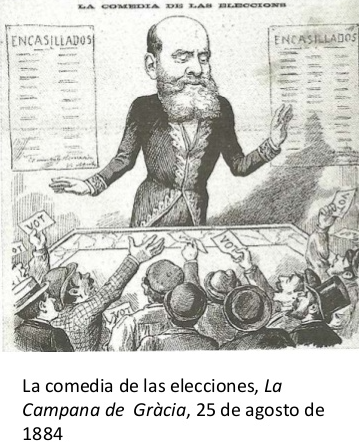 LA COMEDIA DE LAS ELECCIONS
ENCASILLADOS
ENCASILLADOS
VOT
VOT
VOT
La comedia de las elecciones, La
Campana de Gràcia, 25 de agosto de
1884